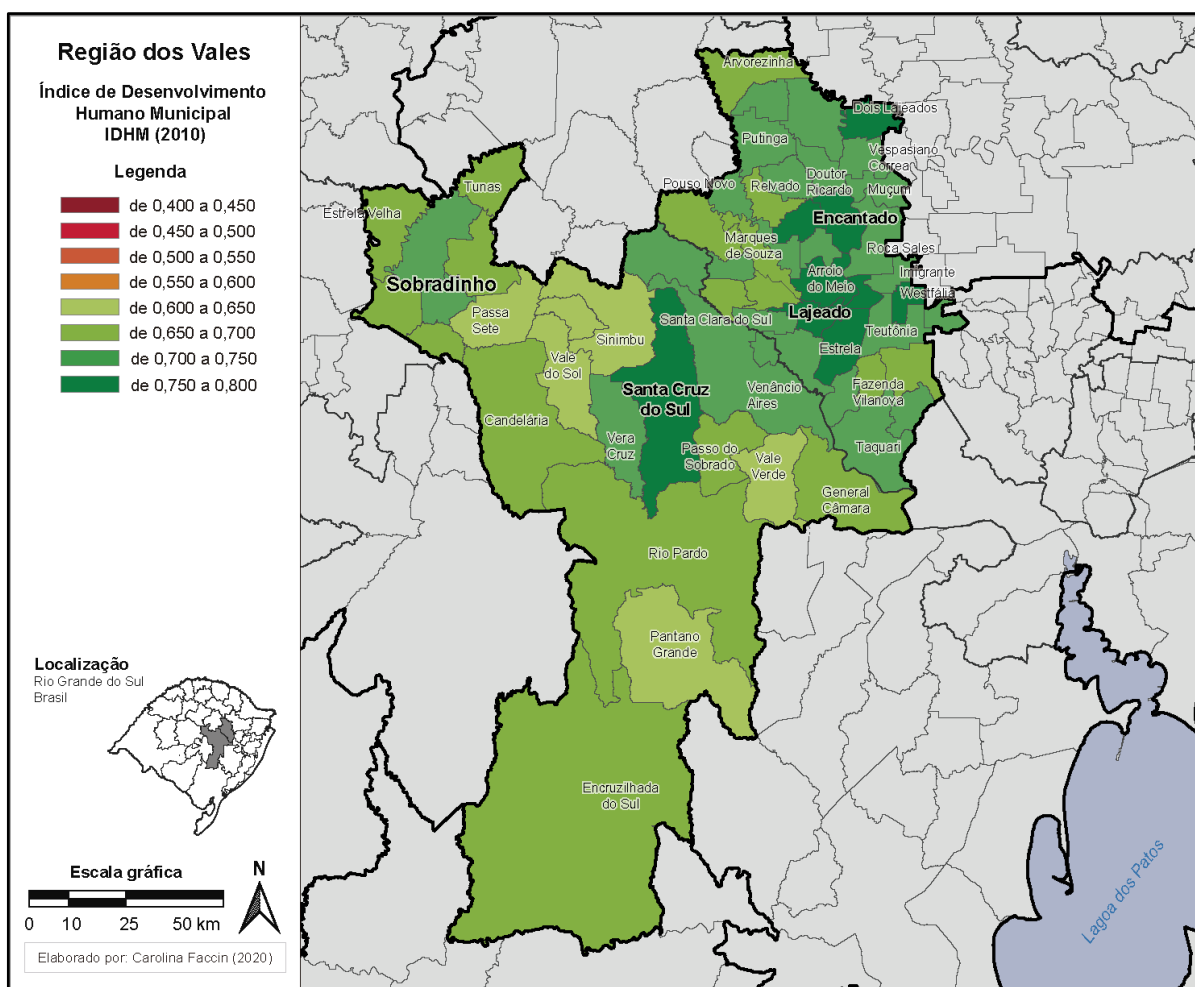 Região dos Vales
Índice de Desenvolvimento
Humano Municipal
IDHM (2010)
Legenda
de 0,400 a 0,450
de 0,450 a 0,500
de 0,500 a 0,550
de 0,550 a 0,600
de 0,600 a 0,650
de 0,650 a 0,700
de 0,700 a 0,750
de 0,750 a 0,800
Localização
Rio Grande do Sul
Brasil
Escala gráfica
N
0 10 25 50 km
Elaborado por: Carolina Faccin (2020)
Arvorezinha
Dois Lajeados
Putinga
Vespasiano
Correa
Doutor
Ricardo
Pouso Novo
Relvado
Muçum
Tunas
Estrela Velha
Encantado
Marques
de Souza
Roca Sales
Sobradinho
Arroio
do Meio
Imigrante
Westfália
Passa
Sete
Lajeado
Santa Clara do Sul
Sinimbu
Teutônia
Estrela
Vale
do Sol
Santa Cruz
do Sul
Venâncio
Aires
Fazenda
Vilanova
Candelária
Vera
Cruz
Passo do
Sobrado
Taquari
Vale
Verde
General
Câmara
Rio Pardo
Pantano
Grande
Encruzilhada
do Sul
Lagoa dos Patos